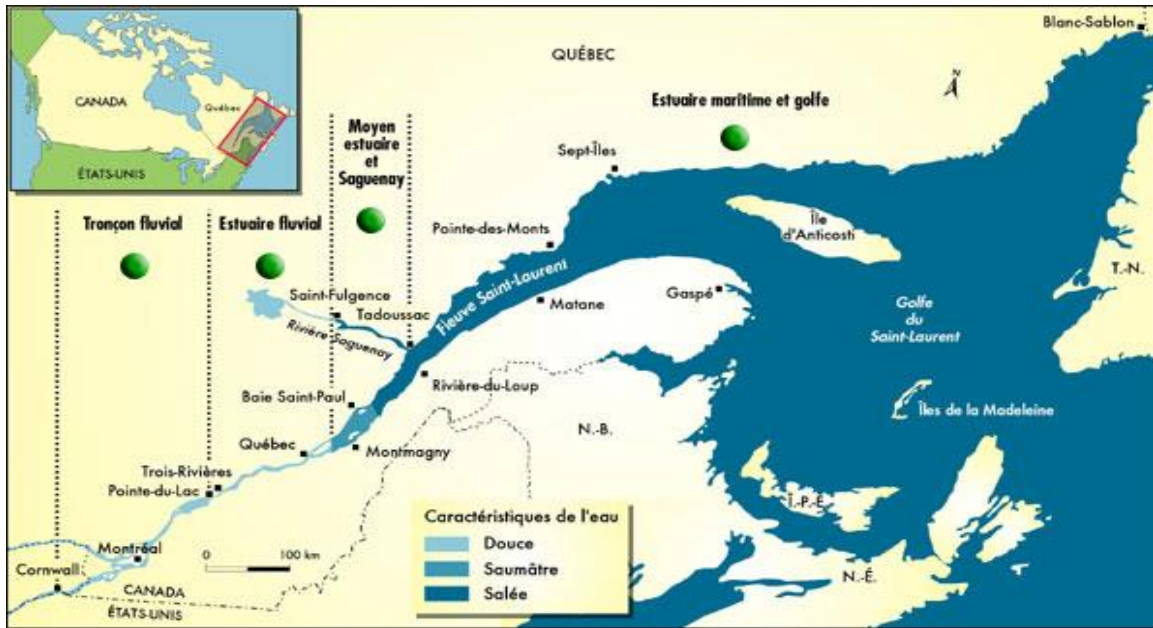 CANADA
Québec
ÉTATS-UNIS
QUÉBEC
Blanc-Sablon
N
Estuaire maritime et golfe
Moyen
estuaire
et
Saguenay
Sept-Îles
Tronçon fluvial
Estuaire fluvial
Pointe-des-Monts
Île
d'Anticosti
T.-N.
Saint-Fulgence
Tadoussac
Rivière Saguenay
Fleuve Saint-Laurent
Matane
Gaspé
Golfe
du
Saint-Laurent
Rivière-du-Loup
Baie Saint-Paul
Îles de la Madeleine
N.-B.
Québec
Montmagny
Trois-Rivières
Pointe-du-Lac
Î.-P.-É.
Caractéristiques de l'eau
Douce
Saumâtre
Salée
Montréal
0 100 km
Cornwall
CANADA
ÉTATS-UNIS
N.-É.